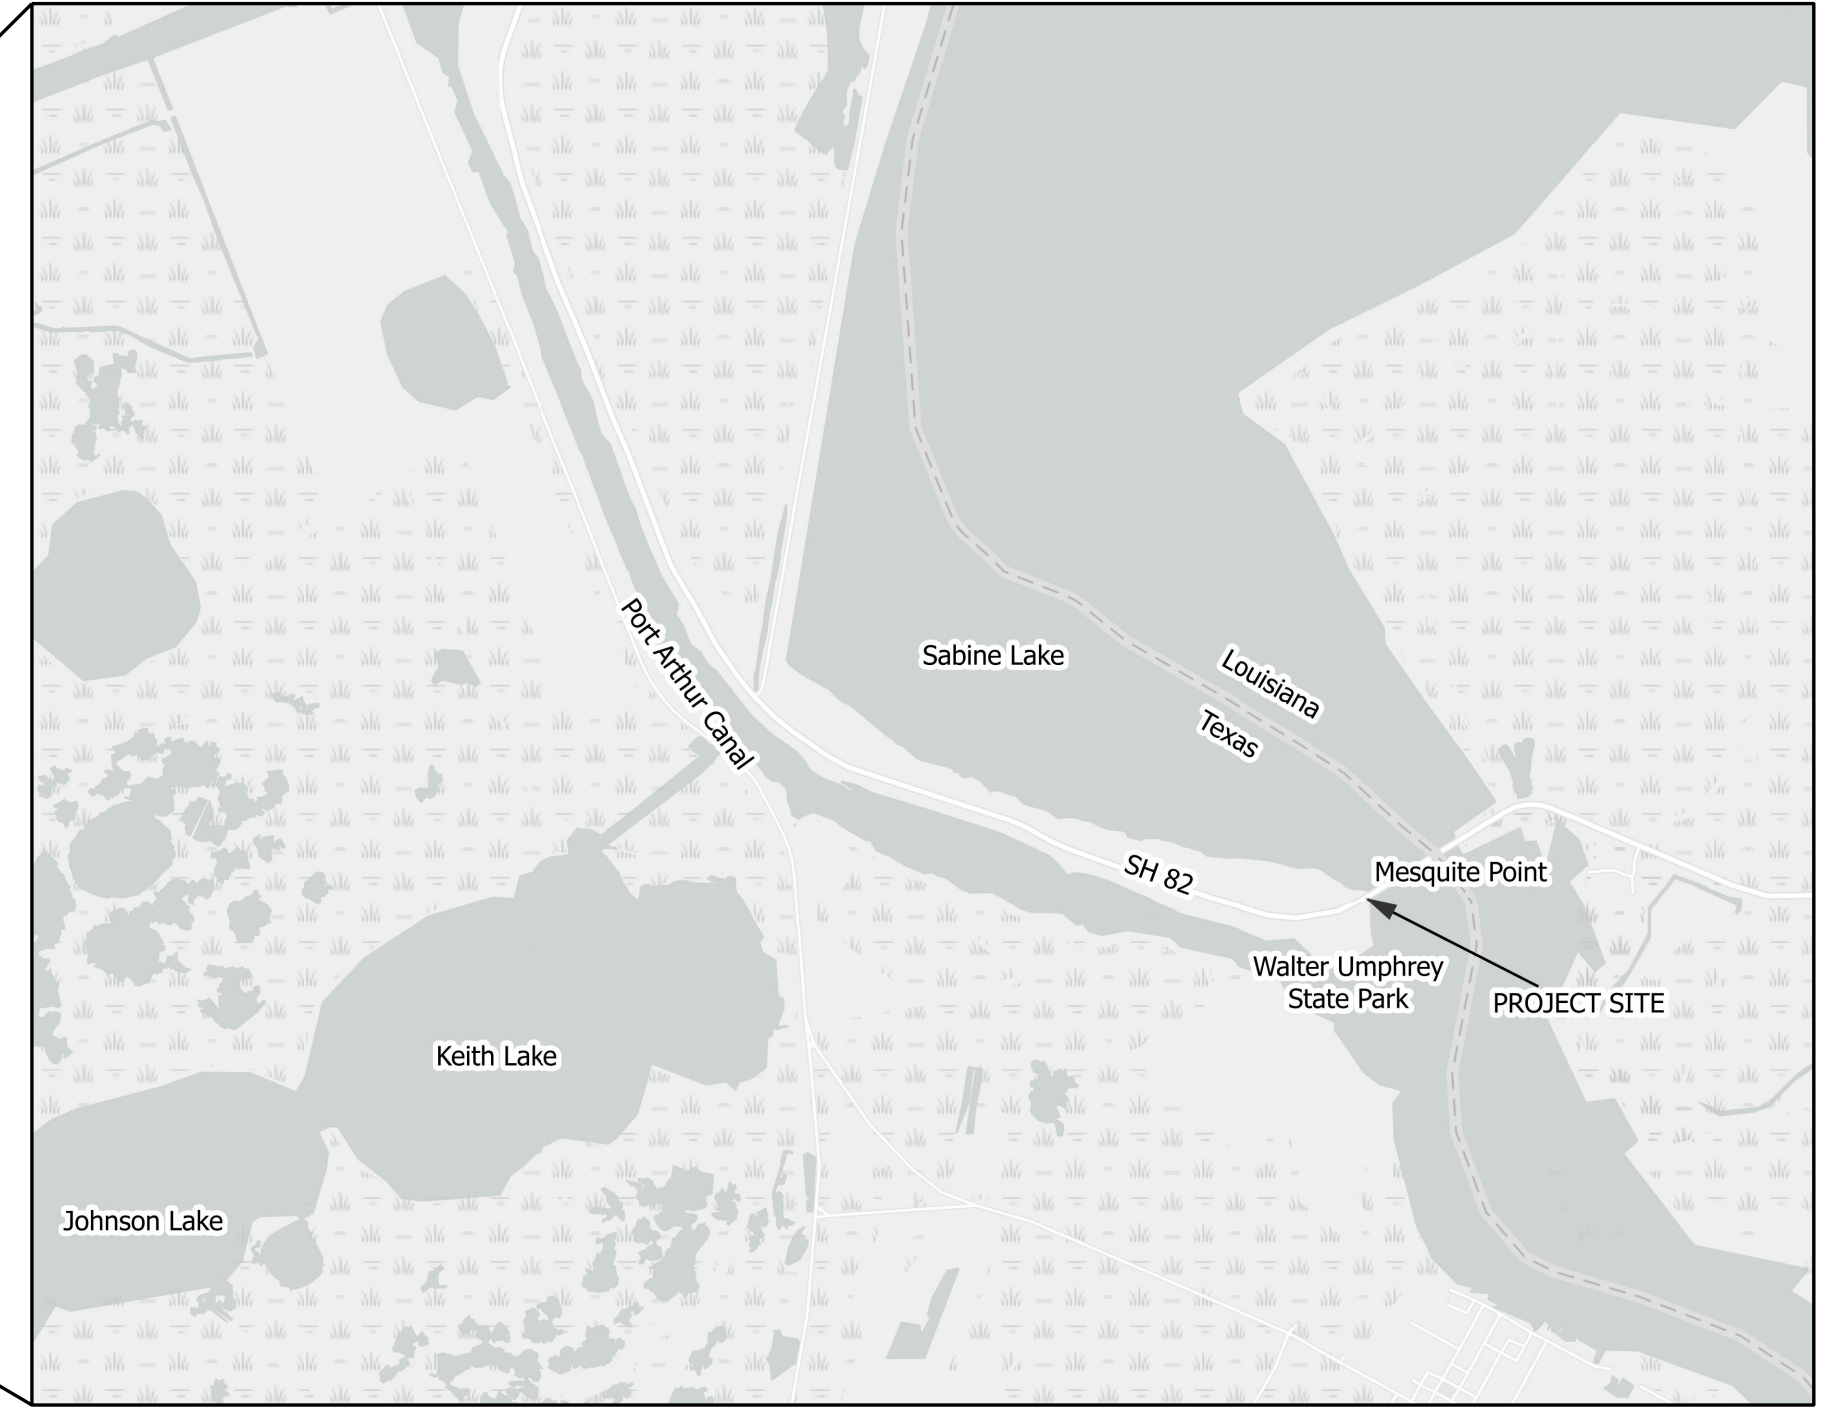 Port Arthur Canal
Sabine Lake
Louisiana
Texas
SH 82
Mesquite Point
Walter Umphrey
State Park
PROJECT SITE
Keith Lake
Johnson Lake